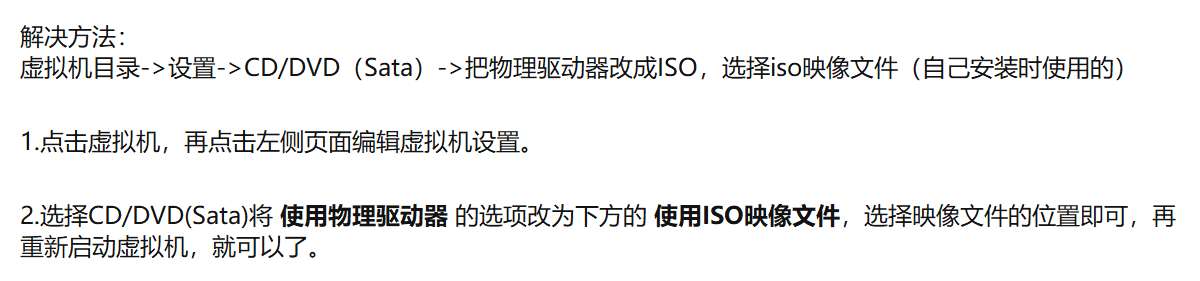 解决方法：
虚拟机目录->设置->CD/DVD（Sata）->把物理驱动器改成ISO，选择iso映像文件（自己安装时使用的）
1.点击虚拟机，再点击左侧页面编辑虚拟机设置。
2.选择CD/DVD(Sata)将 使用物理驱动器 的选项改为下方的 使用ISO映像文件，选择映像文件的位置即可，再
重新启动虚拟机，就可以了。